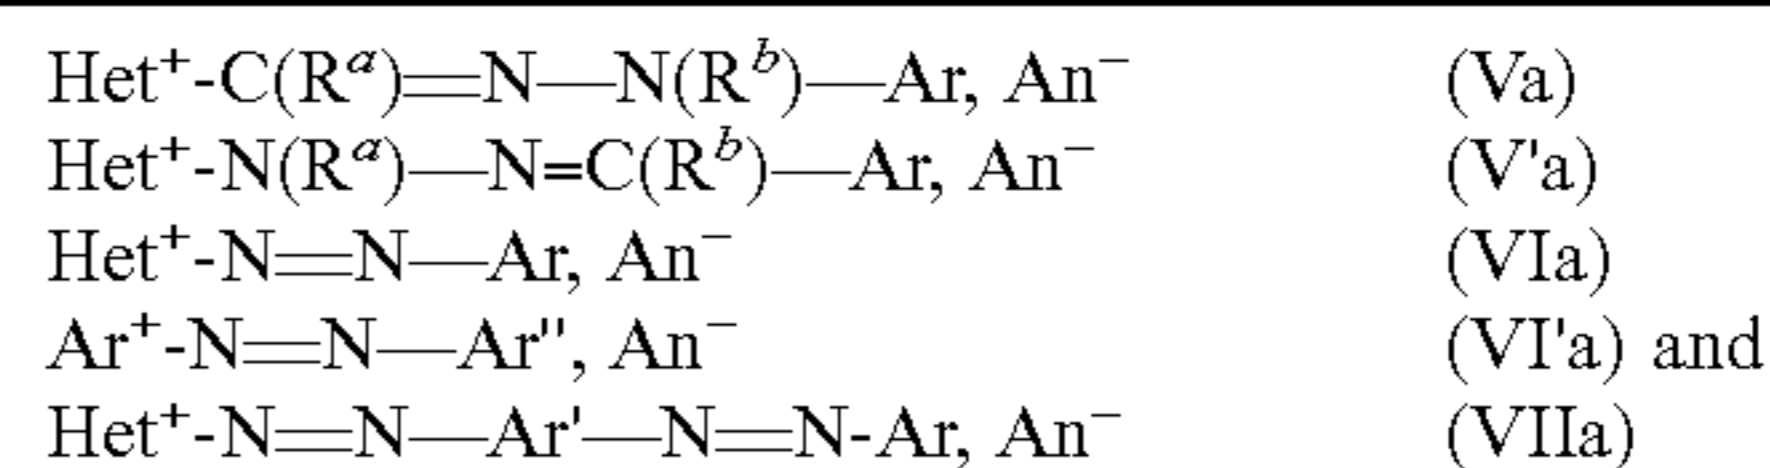 Het⁺-C(Rᵃ)═N—N(Rᵇ)—Ar, An⁻ (Va)
Het⁺-N(Rᵃ)—N=C(Rᵇ)—Ar, An⁻ (V'a)
Het⁺-N═N—Ar, An⁻ (VIa)
Ar⁺-N═N—Ar", An⁻ (VI'a) and
Het⁺-N═N—Ar'—N═N-Ar, An⁻ (VIIa)